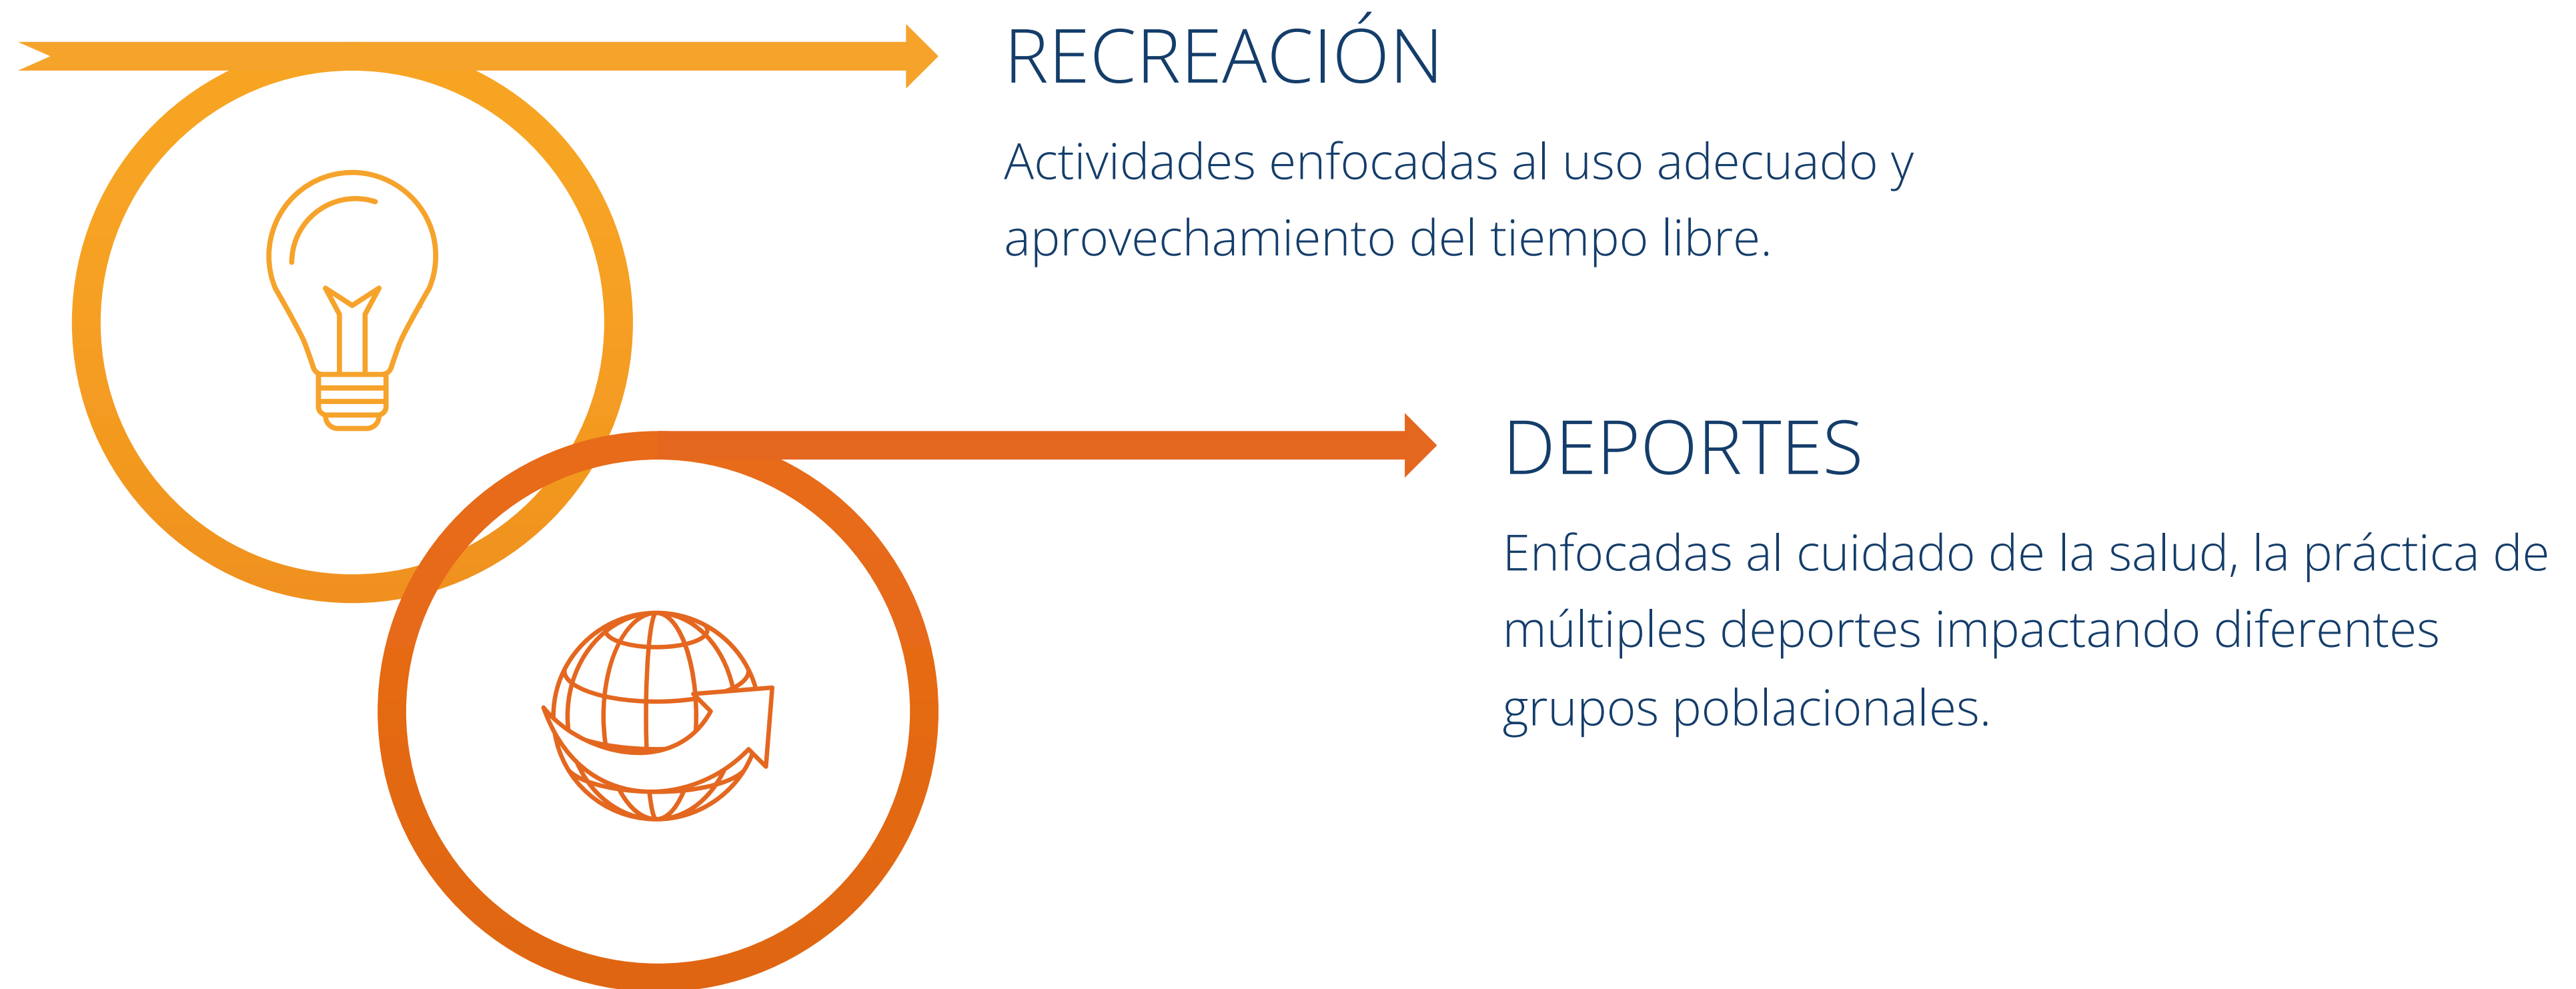 RECREACIÓN
Actividades enfocadas al uso adecuado y
aprovechamiento del tiempo libre.
DEPORTES
Enfocadas al cuidado de la salud, la práctica de
múltiples deportes impactando diferentes
grupos poblacionales.